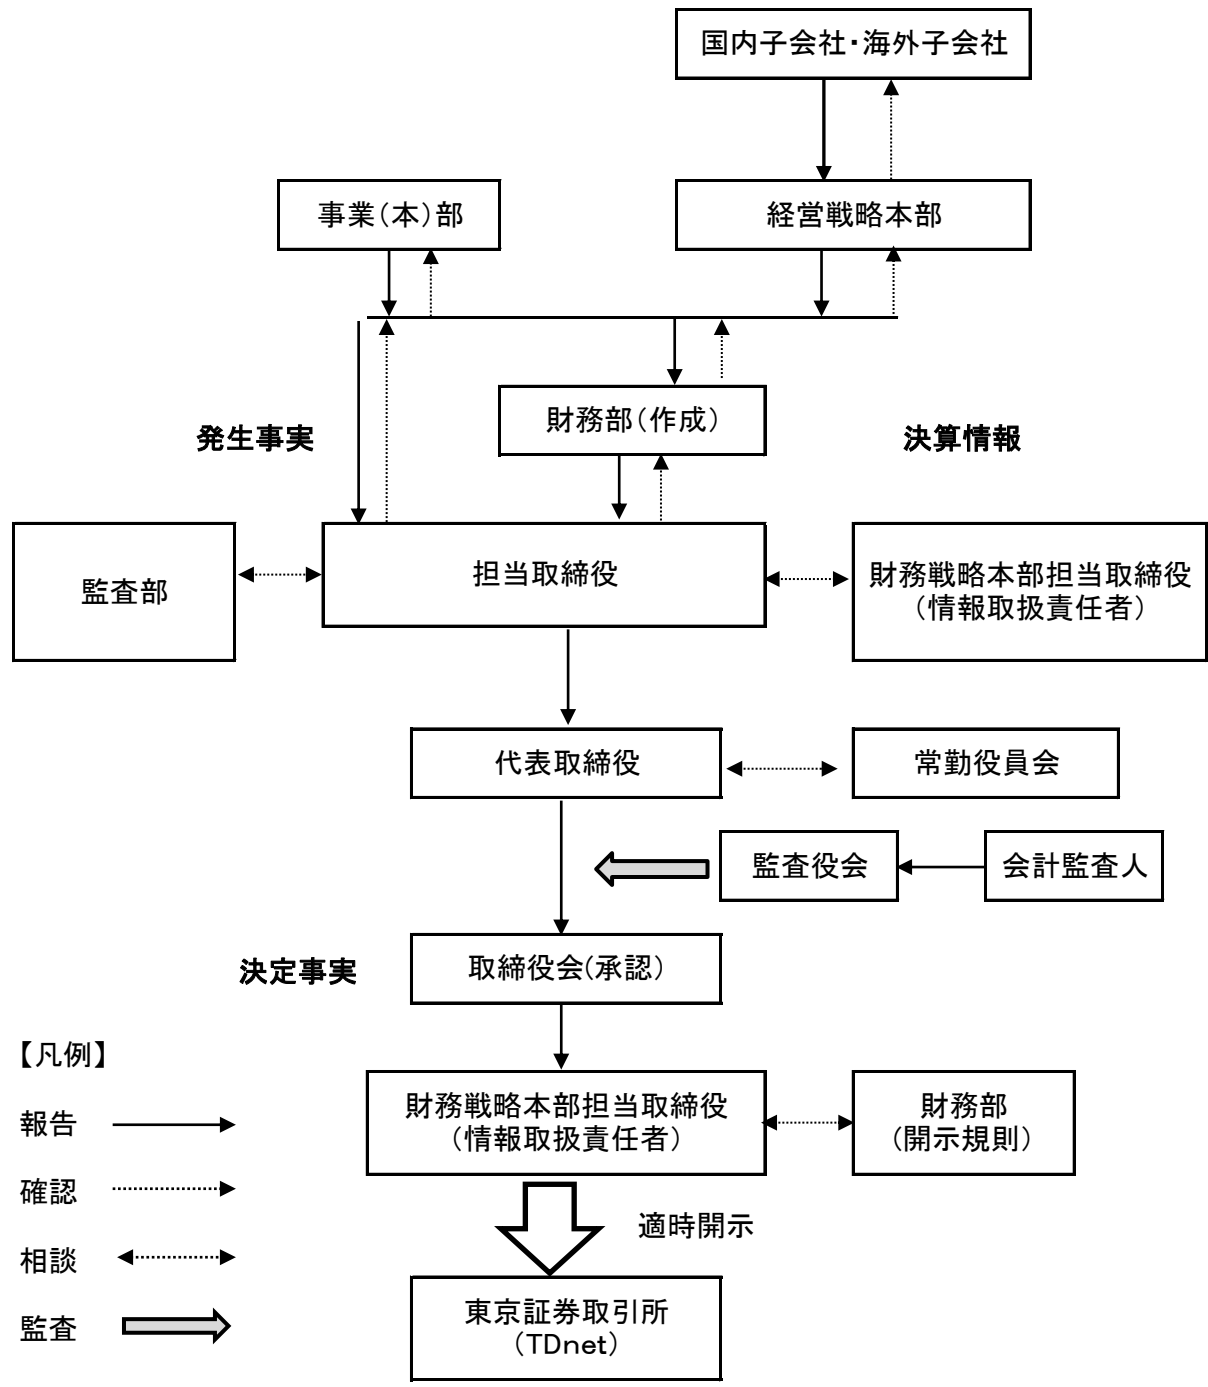 国内子会社・海外子会社
事業（本）部
経営戦略本部
財務部（作成）
発生事実
決算情報
監査部
担当取締役
財務戦略本部担当取締役
（情報取扱責任者）
代表取締役
常勤役員会
監査役会
会計監査人
決定事実
取締役会(承認）
【凡例】
報告
確認
相談
監査
財務戦略本部担当取締役
（情報取扱責任者）
財務部
(開示規則）
適時開示
東京証券取引所
（TDnet）